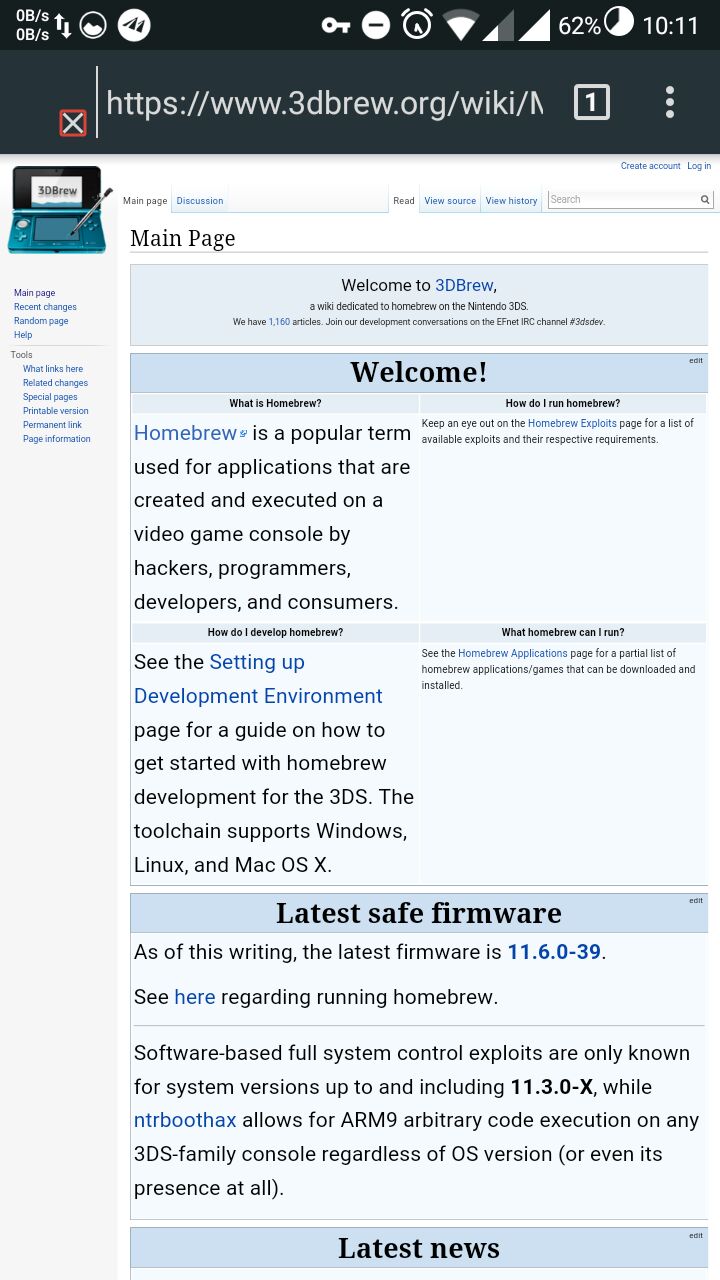 0B/s
0B/s
62%
10:11
https://www.3dbrew.org/wiki/M
1
Create account Log in
3DBrew
Main page Discussion Read View source View history Search
Main Page
Welcome to 3DBrew,
a wiki dedicated to homebrew on the Nintendo 3DS.
We have 1,160 articles. Join our development conversations on the EFnet IRC channel #3dsdev.
Main page
Recent changes
Random page
Help
Tools
What links here
Related changes
Special pages
Printable version
Permanent link
Page information
Welcome!
edit
What is Homebrew?
Homebrew is a popular term
used for applications that are
created and executed on a
video game console by
hackers, programmers,
developers, and consumers.
How do I run homebrew?
Keep an eye out on the Homebrew Exploits page for a list of
available exploits and their respective requirements.
How do I develop homebrew?
See the Setting up
Development Environment
page for a guide on how to
get started with homebrew
development for the 3DS. The
toolchain supports Windows,
Linux, and Mac OS X.
What homebrew can I run?
See the Homebrew Applications page for a partial list of
homebrew applications/games that can be downloaded and
installed.
Latest safe firmware
edit
As of this writing, the latest firmware is 11.6.0-39.
See here regarding running homebrew.
Software-based full system control exploits are only known
for system versions up to and including 11.3.0-X, while
ntrboothax allows for ARM9 arbitrary code execution on any
3DS-family console regardless of OS version (or even its
presence at all).
Latest news
edit